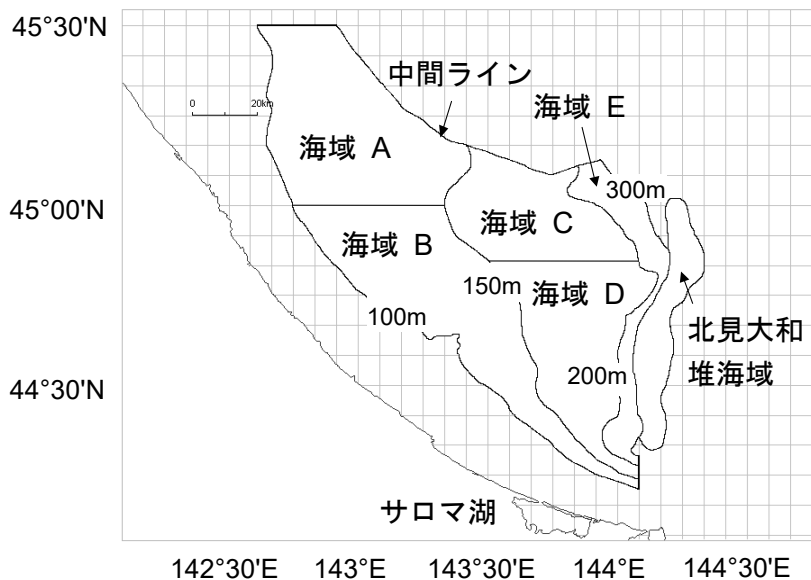 45°30'N
中間ライン
海域 E
0 20km
海域 A
300m
45°00'N
海域 C
海域 B
150m
海域 D
100m
北見大和
堆海域
200m
44°30'N
サロマ湖
142°30'E 143°E 143°30'E 144°E 144°30'E